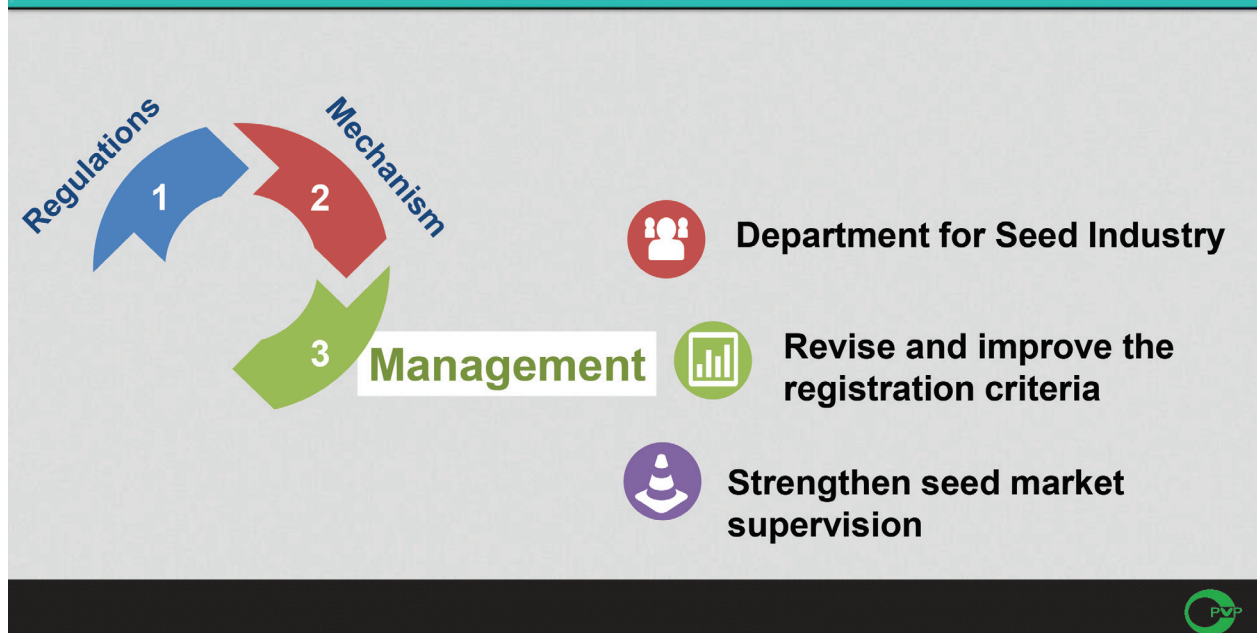 Regulations
Mechanism
1
2
3
Management
Department for Seed Industry
Revise and improve the
registration criteria
Strengthen seed market
supervision
PVP